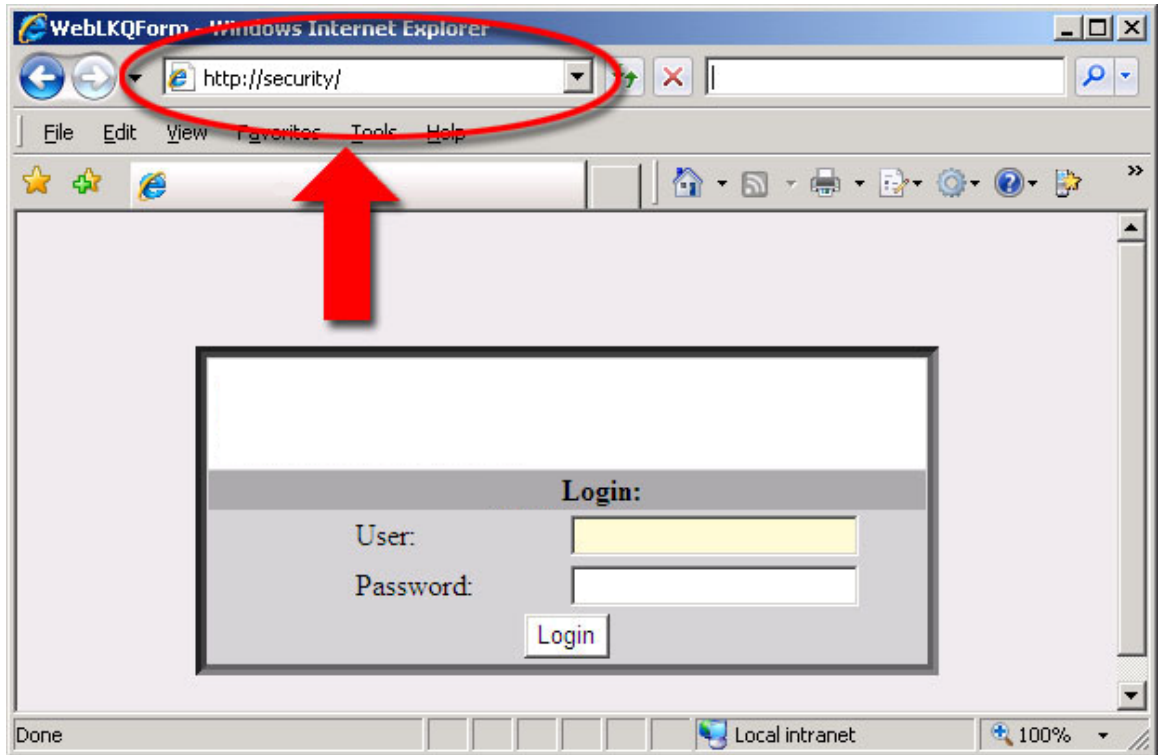 WebLKQForm - Windows Internet Explorer
http://security/
File Edit View Favorites Tools Help
Login:
User:
Password:
Login
Done Local intranet 100%